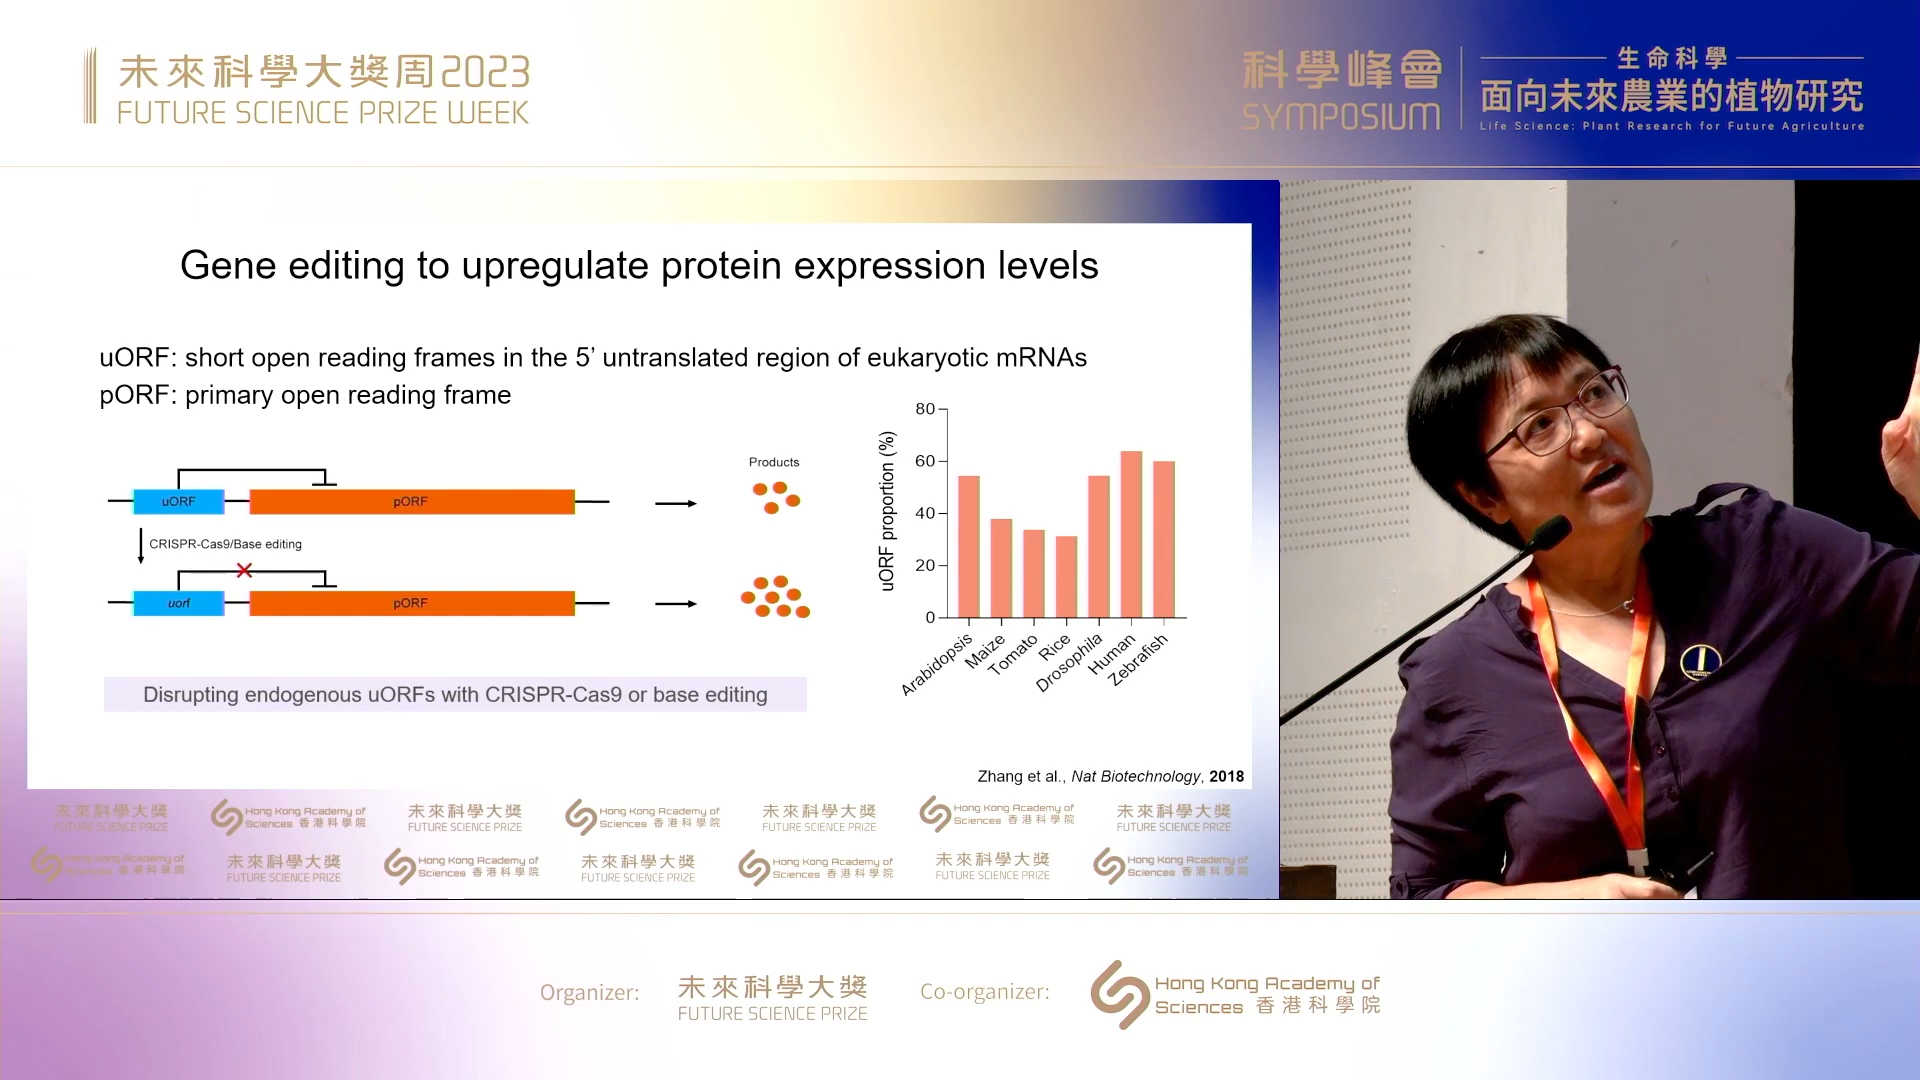 未來科學大獎周2023
FUTURE SCIENCE PRIZE WEEK
科學峰會
SYMPOSIUM
生命科學
面向未來農業的植物研究
Life Science: Plant Research for Future Agriculture
Gene editing to upregulate protein expression levels
uORF: short open reading frames in the 5’ untranslated region of eukaryotic mRNAs
pORF: primary open reading frame
uORF
pORF
Products
CRISPR-Cas9/Base editing
uorf
pORF
Disrupting endogenous uORFs with CRISPR-Cas9 or base editing
uORF proportion (%)
80
60
40
20
0
Arabidopsis
Maize
Tomato
Rice
Drosophila
Human
Zebrafish
Zhang et al., Nat Biotechnology, 2018
未來科學大獎
FUTURE SCIENCE PRIZE
Hong Kong Academy of
Sciences 香港科學院
未來科學大獎
FUTURE SCIENCE PRIZE
Hong Kong Academy of
Sciences 香港科學院
未來科學大獎
FUTURE SCIENCE PRIZE
Hong Kong Academy of
Sciences 香港科學院
未來科學大獎
FUTURE SCIENCE PRIZE
Hong Kong Academy of
Sciences 香港科學院
未來科學大獎
FUTURE SCIENCE PRIZE
Hong Kong Academy of
Sciences 香港科學院
未來科學大獎
FUTURE SCIENCE PRIZE
Hong Kong Academy of
Sciences 香港科學院
未來科學大獎
FUTURE SCIENCE PRIZE
Hong Kong Academy of
Sciences 香港科學院
Organizer:
未來科學大獎
FUTURE SCIENCE PRIZE
Co-organizer:
Hong Kong Academy of
Sciences 香港科學院